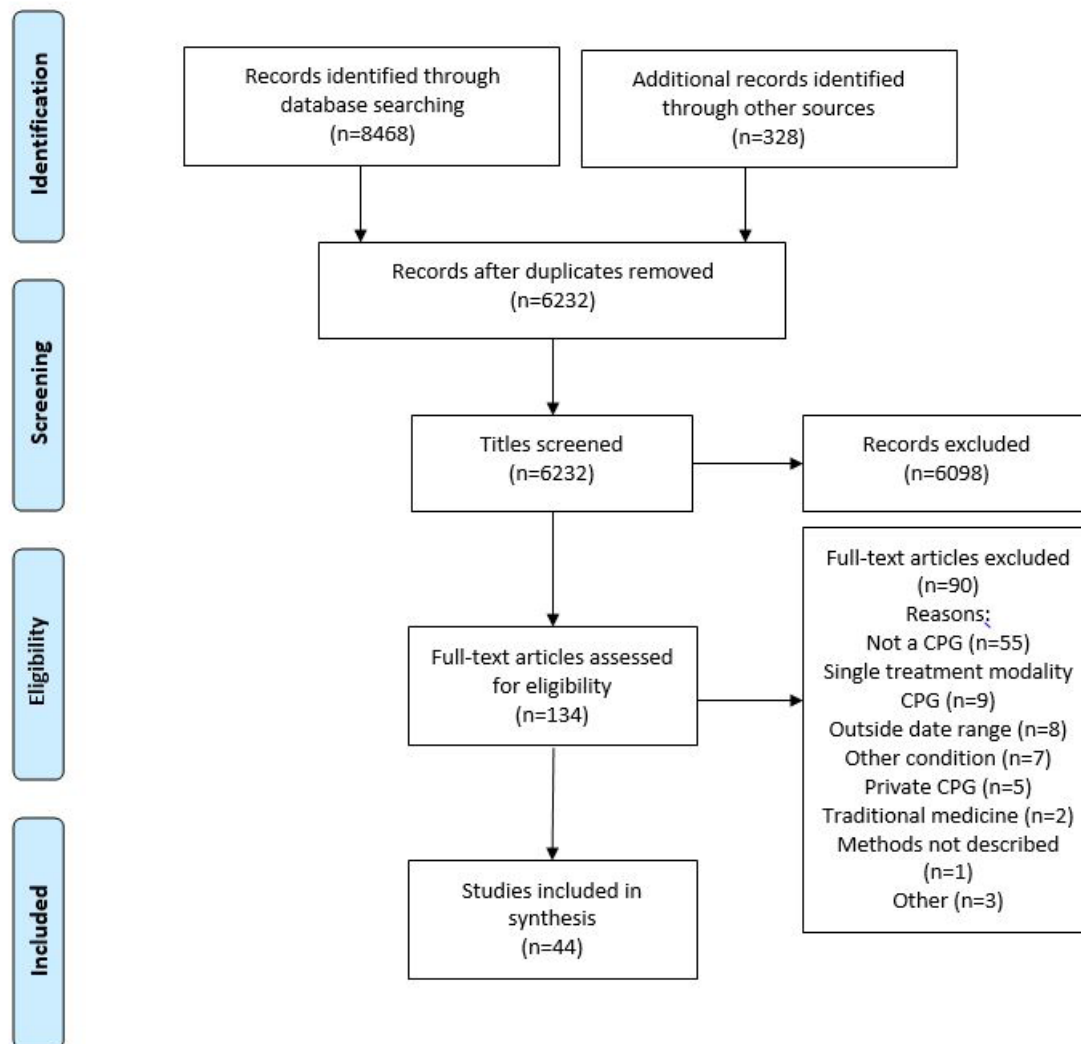 Identification
Records identified through
database searching
(n=8468)
Additional records identified
through other sources
(n=328)
Records after duplicates removed
(n=6232)
Screening
Titles screened
(n=6232)
Records excluded
(n=6098)
Eligibility
Full-text articles assessed
for eligibility
(n=134)
Full-text articles excluded
(n=90)
Reasons:
Not a CPG (n=55)
Single treatment modality
CPG (n=9)
Outside date range (n=8)
Other condition (n=7)
Private CPG (n=5)
Traditional medicine (n=2)
Methods not described
(n=1)
Other (n=3)
Included
Studies included in
synthesis
(n=44)